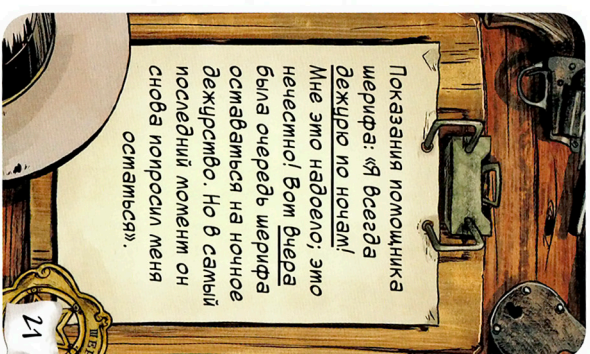 Показания помощника
шерифа: «Я всегда
дежурю по ночам!
Мне это надоело; это
нечестно! Вот вчера
была очередь шерифа
оставаться на ночное
дежурство. Но в самый
последний момент он
снова попросил меня
остаться».
21